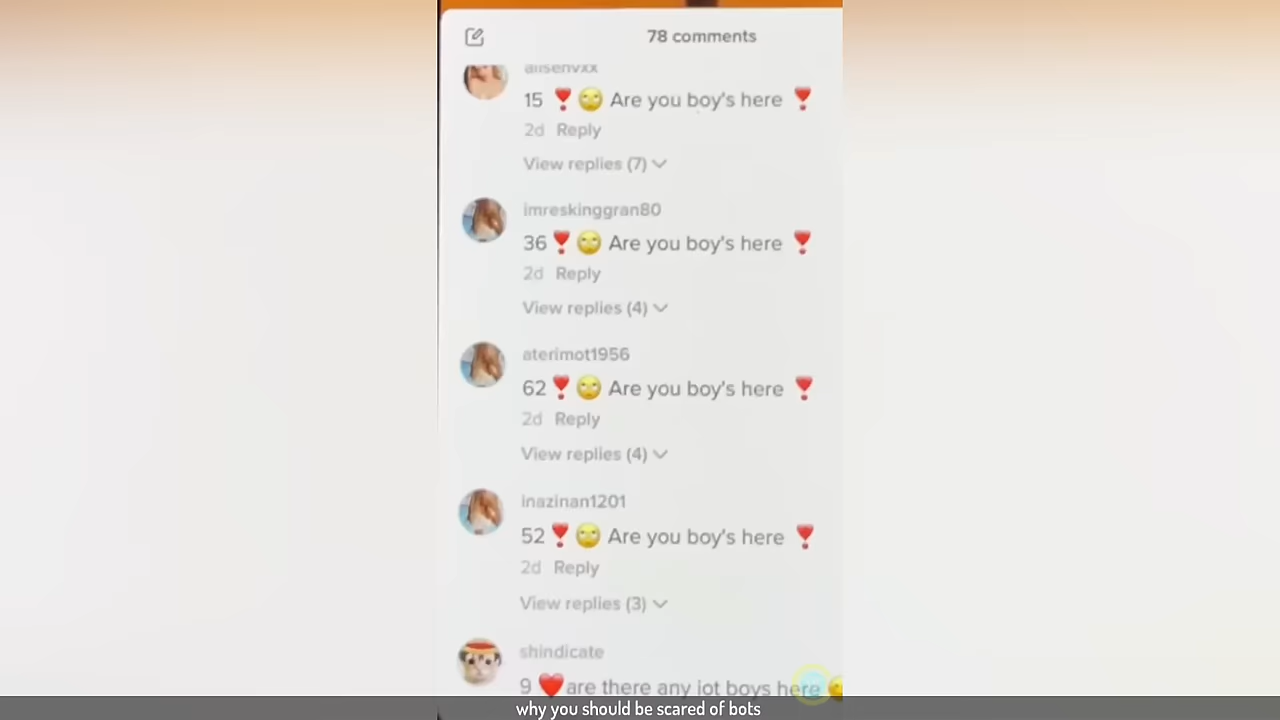 78 comments
alisenvxx
15❣️🙄 Are you boy's here ❣️
2d Reply
View replies (7)
imreskinggran80
36❣️🙄 Are you boy's here ❣️
2d Reply
View replies (4)
aterimot1956
62❣️🙄 Are you boy's here ❣️
2d Reply
View replies (4)
inazinan1201
52❣️🙄 Are you boy's here ❣️
2d Reply
View replies (3)
shindicate
9 ❤️are there any iot boys here
why you should be scared of bots